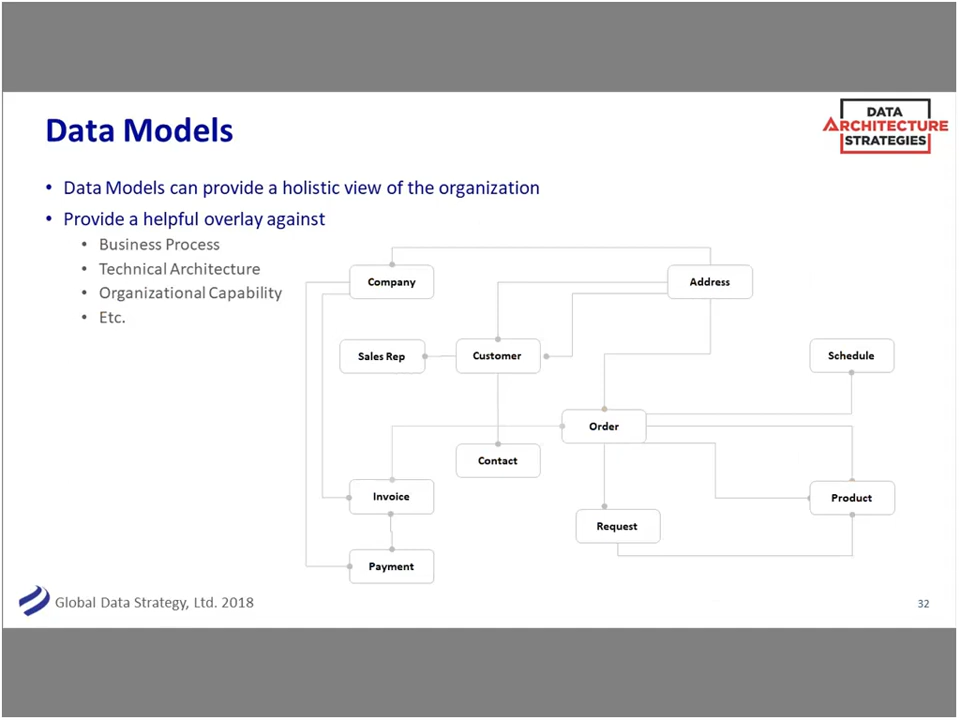 Data Models
DATA
ARCHITECTURE
STRATEGIES
• Data Models can provide a holistic view of the organization
• Provide a helpful overlay against
• Business Process
• Technical Architecture
• Organizational Capability
• Etc.
Company
Address
Sales Rep
Customer
Schedule
Order
Contact
Invoice
Product
Request
Payment
Global Data Strategy, Ltd. 2018
32